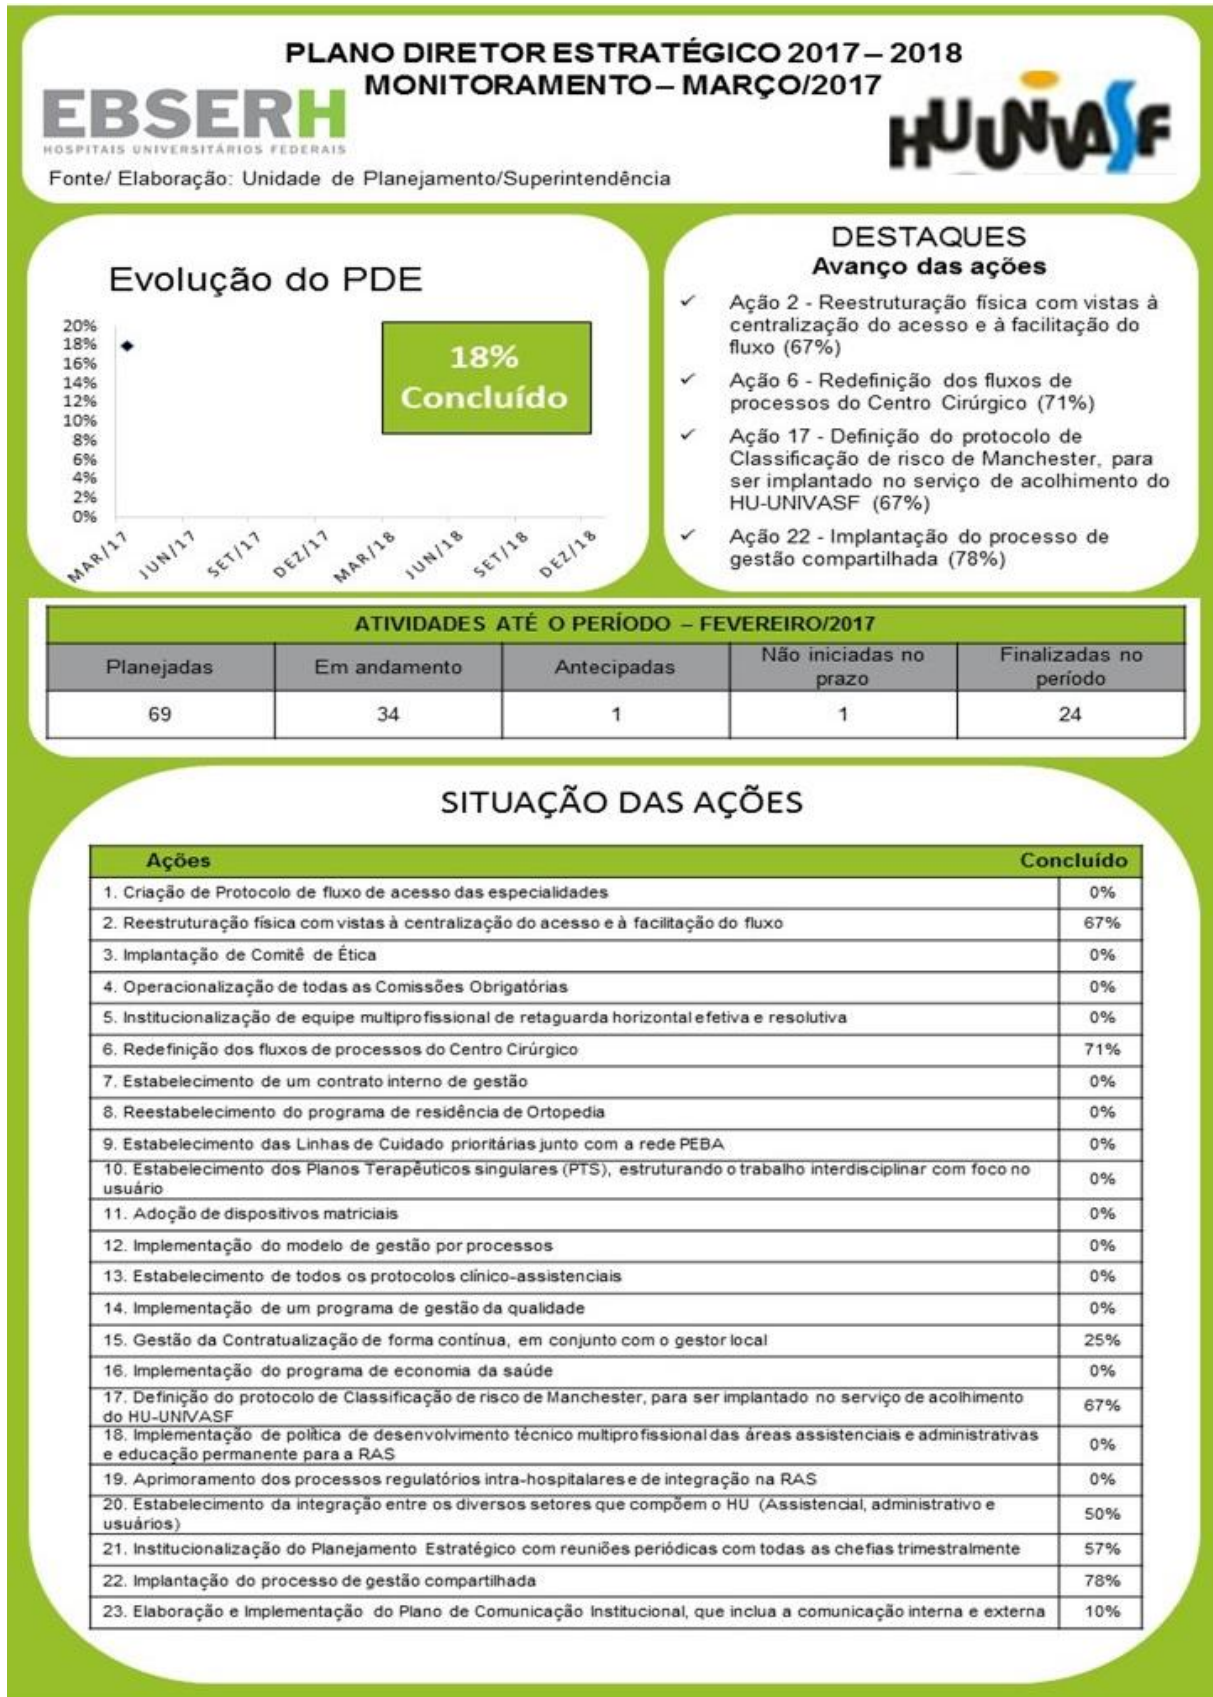 PLANO DIRETOR ESTRATÉGICO 2017 – 2018
MONITORAMENTO – MARÇO/2017
EBSERH
HOSPITAIS UNIVERSITÁRIOS FEDERAIS
HU UNIVASF
Fonte/ Elaboração: Unidade de Planejamento/Superintendência
Evolução do PDE
20%
18%
16%
14%
12%
10%
8%
6%
4%
2%
0%
18%
Concluído
MAR/17
JUN/17
SET/17
DEZ/17
MAR/18
JUN/18
SET/18
DEZ/18
DESTAQUES
Avanço das ações
✓ Ação 2 - Reestruturação física com vistas à
centralização do acesso e à facilitação do
fluxo (67%)
✓ Ação 6 - Redefinição dos fluxos de
processos do Centro Cirúrgico (71%)
✓ Ação 17 - Definição do protocolo de
Classificação de risco de Manchester, para
ser implantado no serviço de acolhimento do
HU-UNIVASF (67%)
✓ Ação 22 - Implantação do processo de
gestão compartilhada (78%)
ATIVIDADES ATÉ O PERÍODO – FEVEREIRO/2017
Planejadas Em andamento Antecipadas Não iniciadas no prazo Finalizadas no período
69 34 1 1 24
SITUAÇÃO DAS AÇÕES
Ações Concluído
1. Criação de Protocolo de fluxo de acesso das especialidades 0%
2. Reestruturação física com vistas à centralização do acesso e à facilitação do fluxo 67%
3. Implantação de Comitê de Ética 0%
4. Operacionalização de todas as Comissões Obrigatórias 0%
5. Institucionalização de equipe multiprofissional de retaguarda horizontal efetiva e resolutiva 0%
6. Redefinição dos fluxos de processos do Centro Cirúrgico 71%
7. Estabelecimento de um contrato interno de gestão 0%
8. Reestabelecimento do programa de residência de Ortopedia 0%
9. Estabelecimento das Linhas de Cuidado prioritárias junto com a rede PEBA 0%
10. Estabelecimento dos Planos Terapêuticos singulares (PTS), estruturando o trabalho interdisciplinar com foco no
usuário 0%
11. Adoção de dispositivos matriciais 0%
12. Implementação do modelo de gestão por processos 0%
13. Estabelecimento de todos os protocolos clínico-assistenciais 0%
14. Implementação de um programa de gestão da qualidade 0%
15. Gestão da Contratualização de forma contínua, em conjunto com o gestor local 25%
16. Implementação do programa de economia da saúde 0%
17. Definição do protocolo de Classificação de risco de Manchester, para ser implantado no serviço de acolhimento
do HU-UNIVASF 67%
18. Implementação de política de desenvolvimento técnico multiprofissional das áreas assistenciais e administrativas
e educação permanente para a RAS 0%
19. Aprimoramento dos processos regulatórios intra-hospitalares e de integração na RAS 0%
20. Estabelecimento da integração entre os diversos setores que compõem o HU (Assistencial, administrativo e
usuários) 50%
21. Institucionalização do Planejamento Estratégico com reuniões periódicas com todas as chefias trimestralmente 57%
22. Implantação do processo de gestão compartilhada 78%
23. Elaboração e Implementação do Plano de Comunicação Institucional, que inclua a comunicação interna e externa 10%